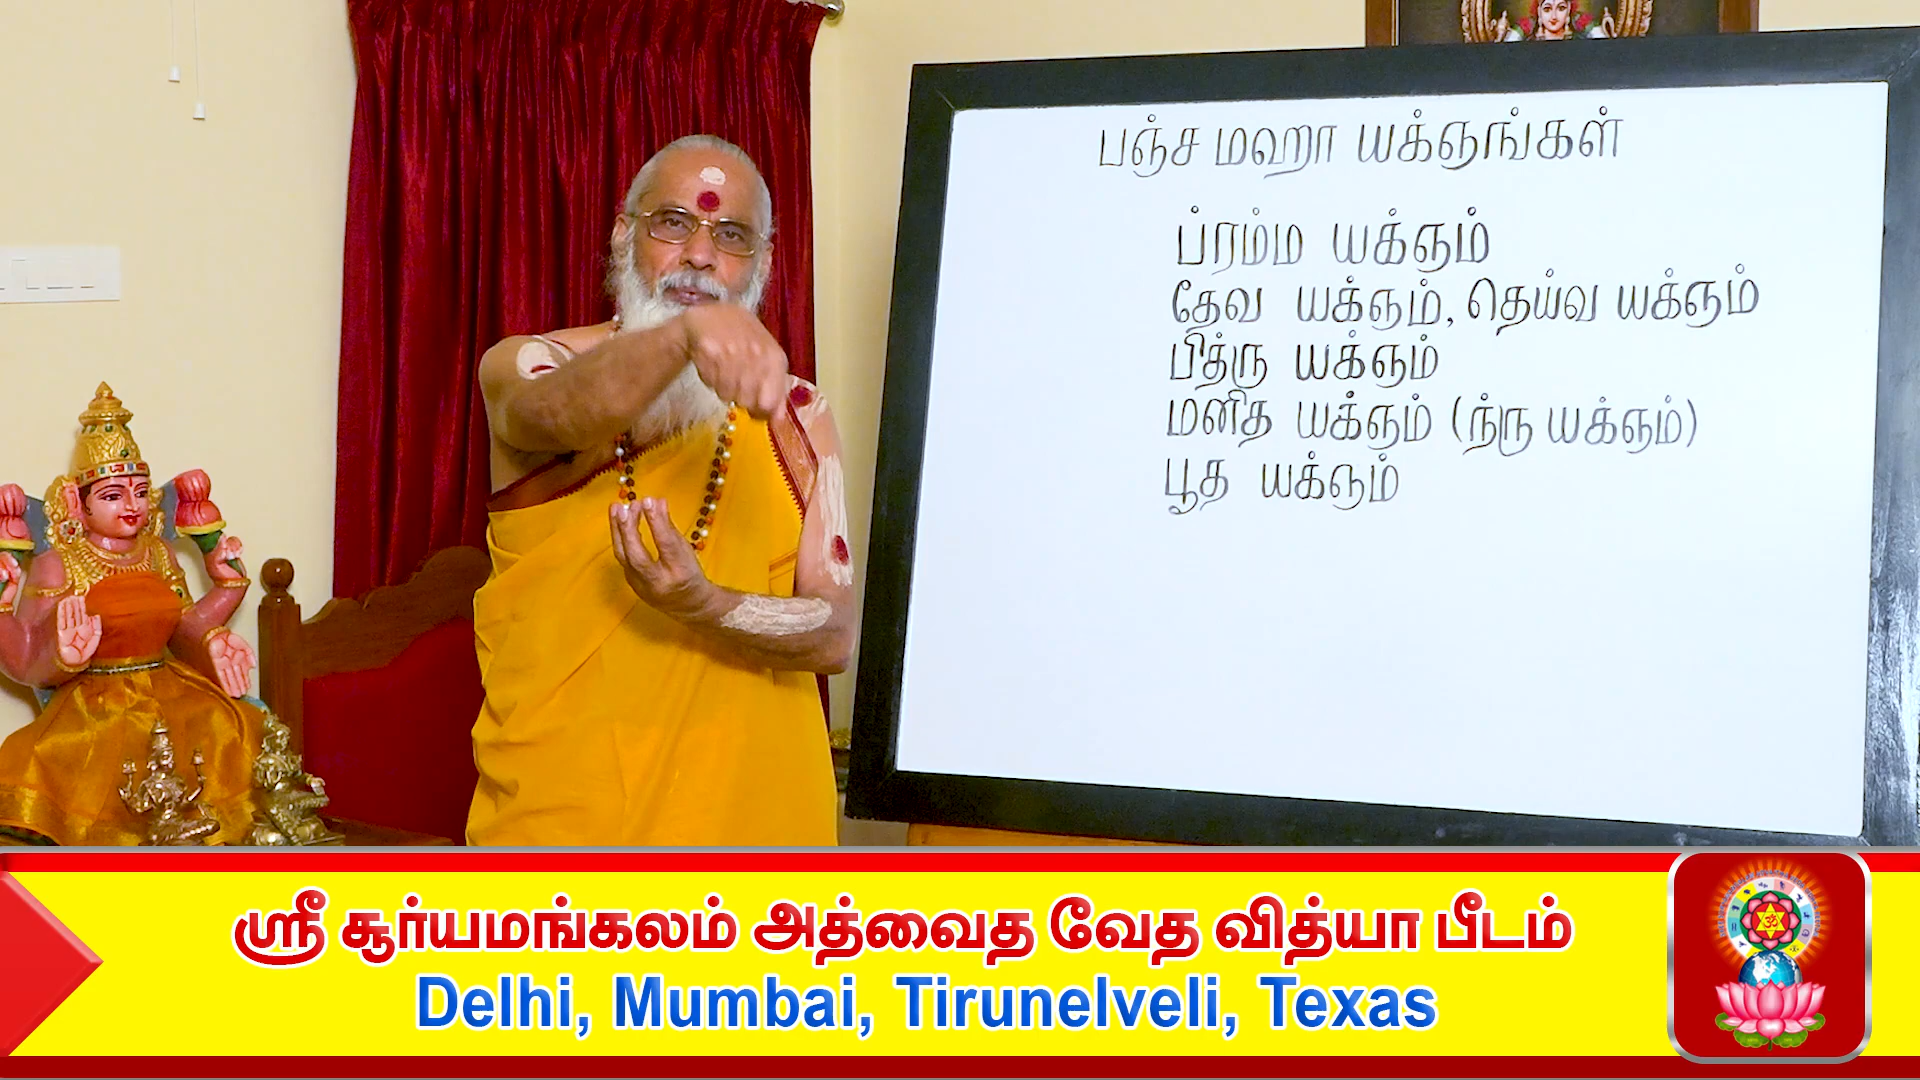 பஞ்ச மஹா யக்ஞங்கள்
ப்ரம்ம யக்ஞம்
தேவ யக்ஞம், தெய்வ யக்ஞம்
பித்ரு யக்ஞம்
மனித யக்ஞம் (ந்ரு யக்ஞம்)
பூத யக்ஞம்
ஸ்ரீ சூர்யமங்கலம் அத்வைத வேத வித்யா பீடம்
Delhi, Mumbai, Tirunelveli, Texas